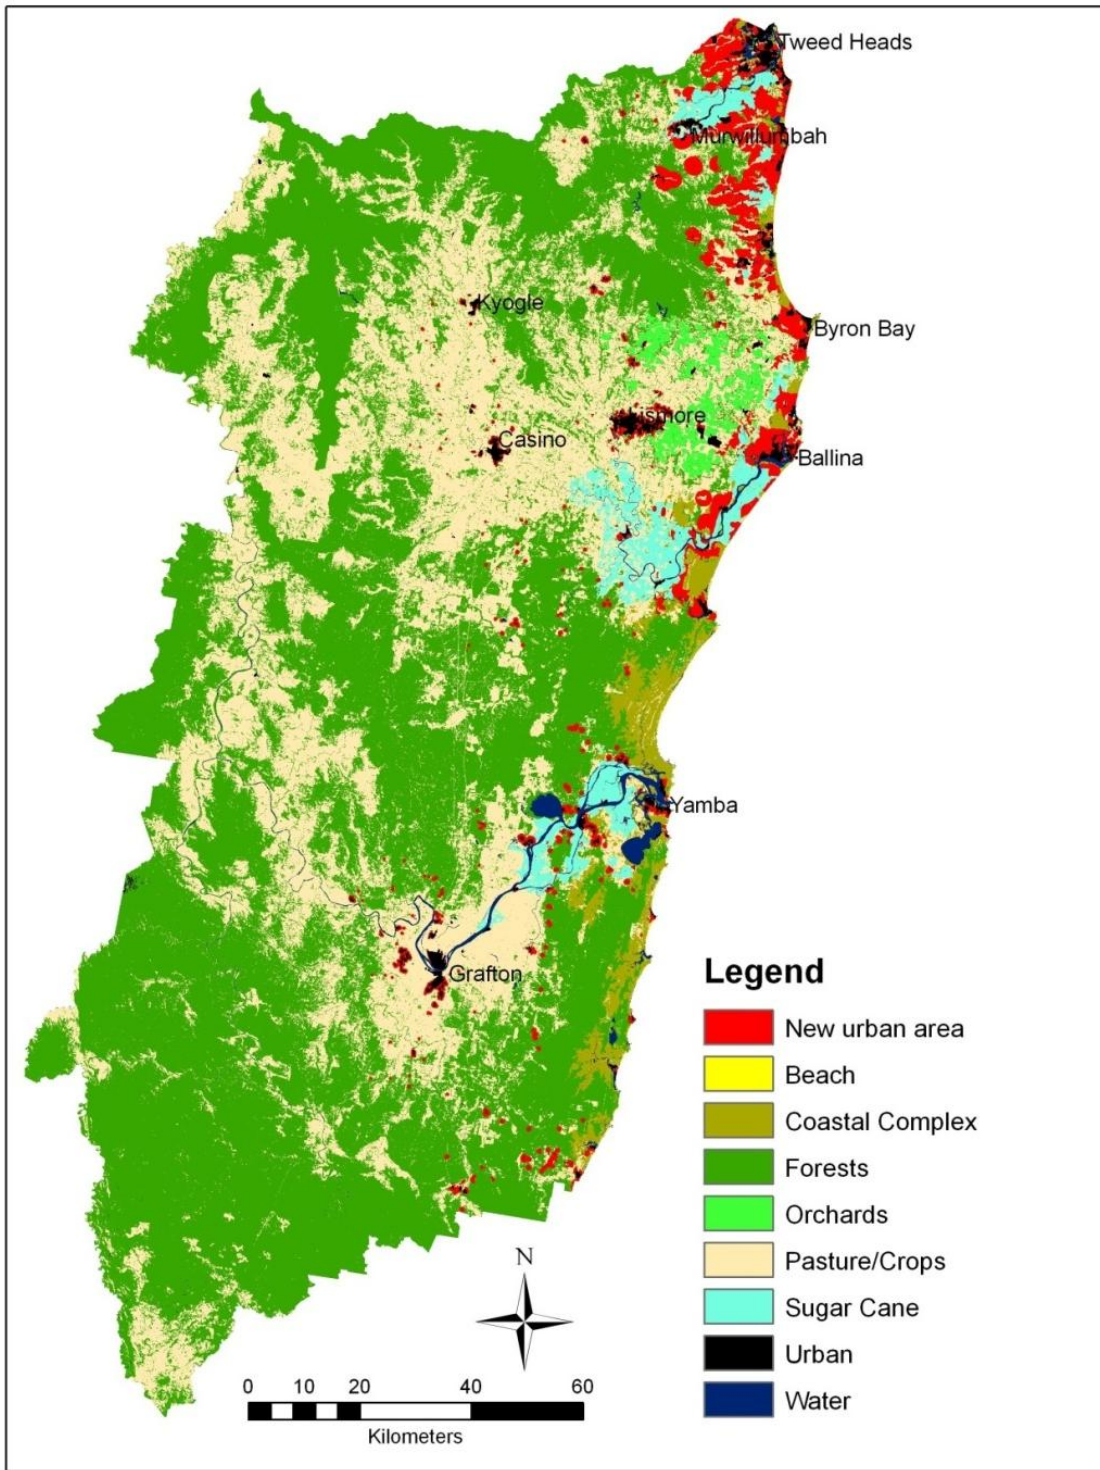 Tweed Heads
Murwillumbah
Kyogle
Byron Bay
Lismore
Casino
Ballina
Yamba
Grafton
Legend
New urban area
Beach
Coastal Complex
Forests
Orchards
Pasture/Crops
Sugar Cane
Urban
Water
N
0 10 20 40 60
Kilometers